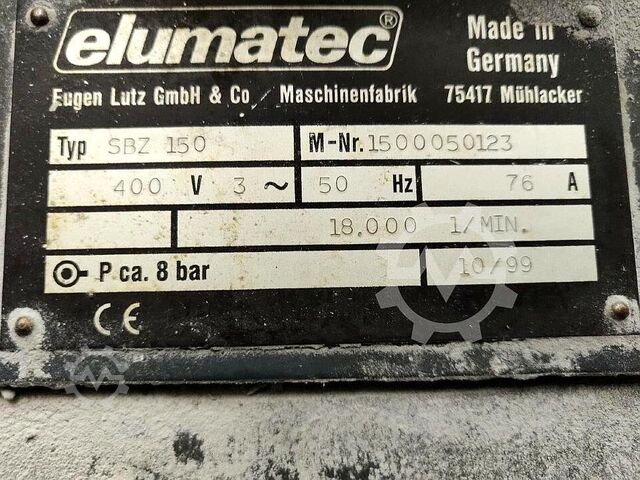 elumatec® Made in Germany
Eugen Lutz GmbH & Co Maschinenfabrik 75417 Mühlacker
Typ SBZ 150 M-Nr. 1500050123
400 V 3 ~ 50 Hz 76 A
18.000 1/MIN.
P ca. 8 bar 10/99
CE